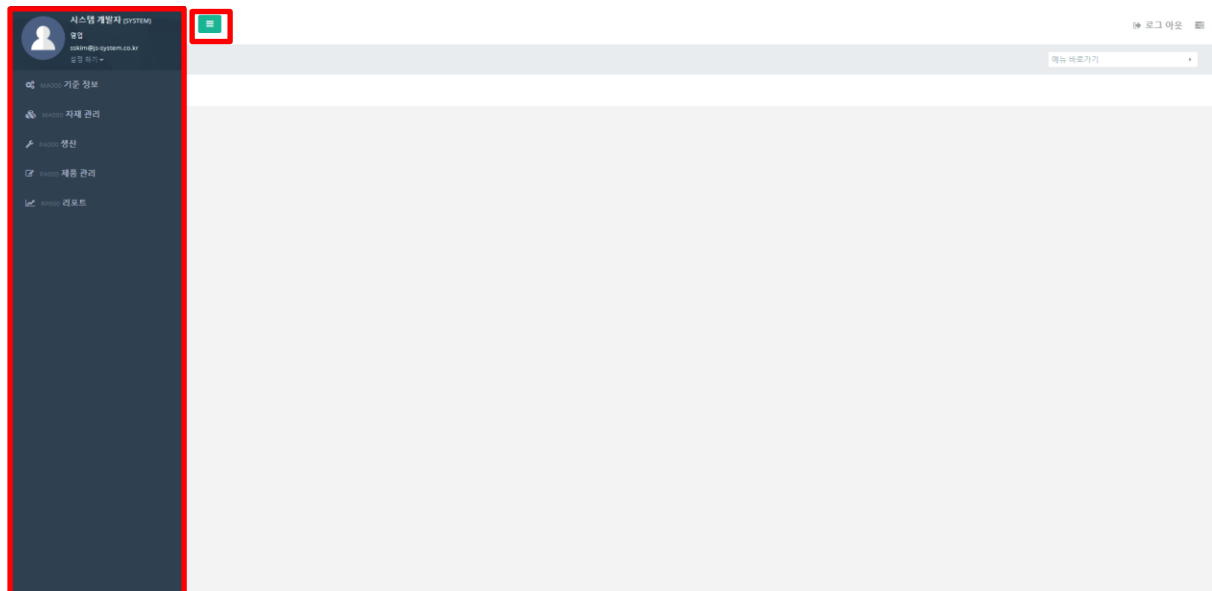 시스템 개발자 (SYSTEM)
영업
sskim@js-system.co.kr
설정 하기
로그 아웃
메뉴 바로가기
기준 정보
자재 관리
생산
제품 관리
리포트